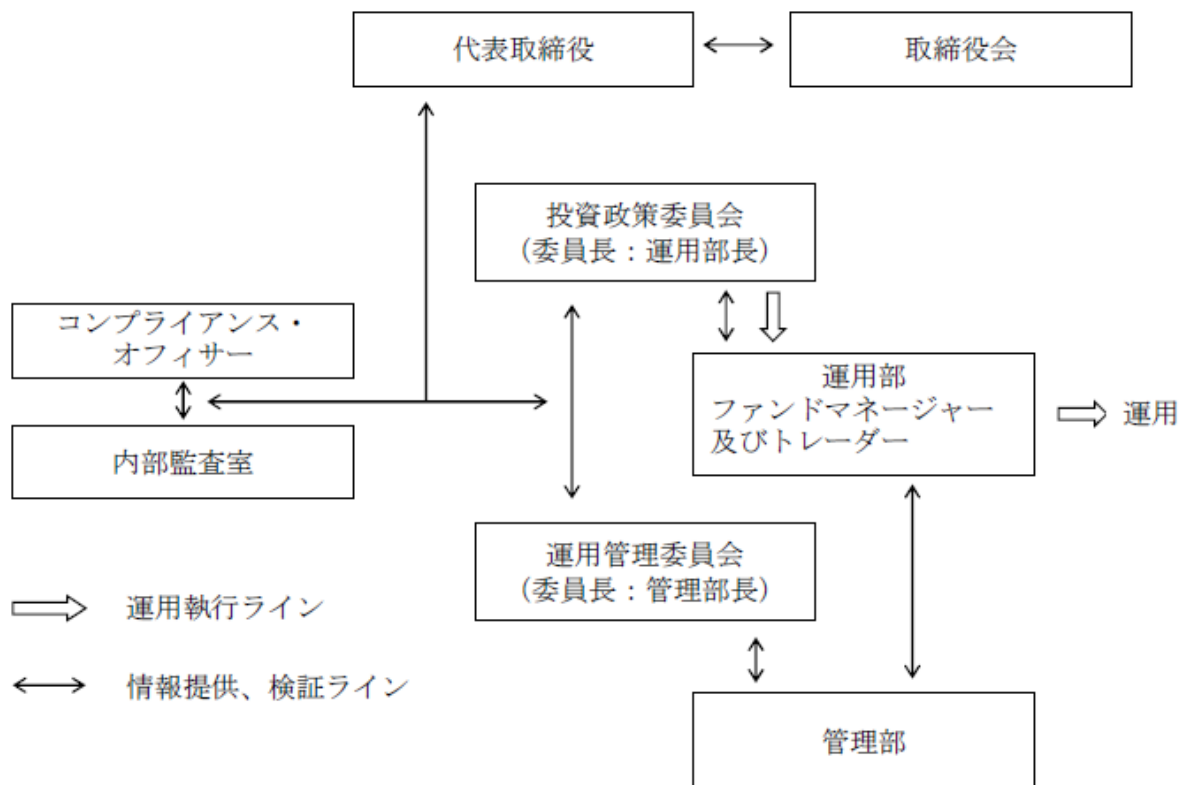 代表取締役
取締役会
投資政策委員会
(委員長：運用部長)
コンプライアンス・
オフィサー
内部監査室
運用部
ファンドマネージャー
及びトレーダー
運用
運用管理委員会
(委員長：管理部長)
運用執行ライン
情報提供、検証ライン
管理部